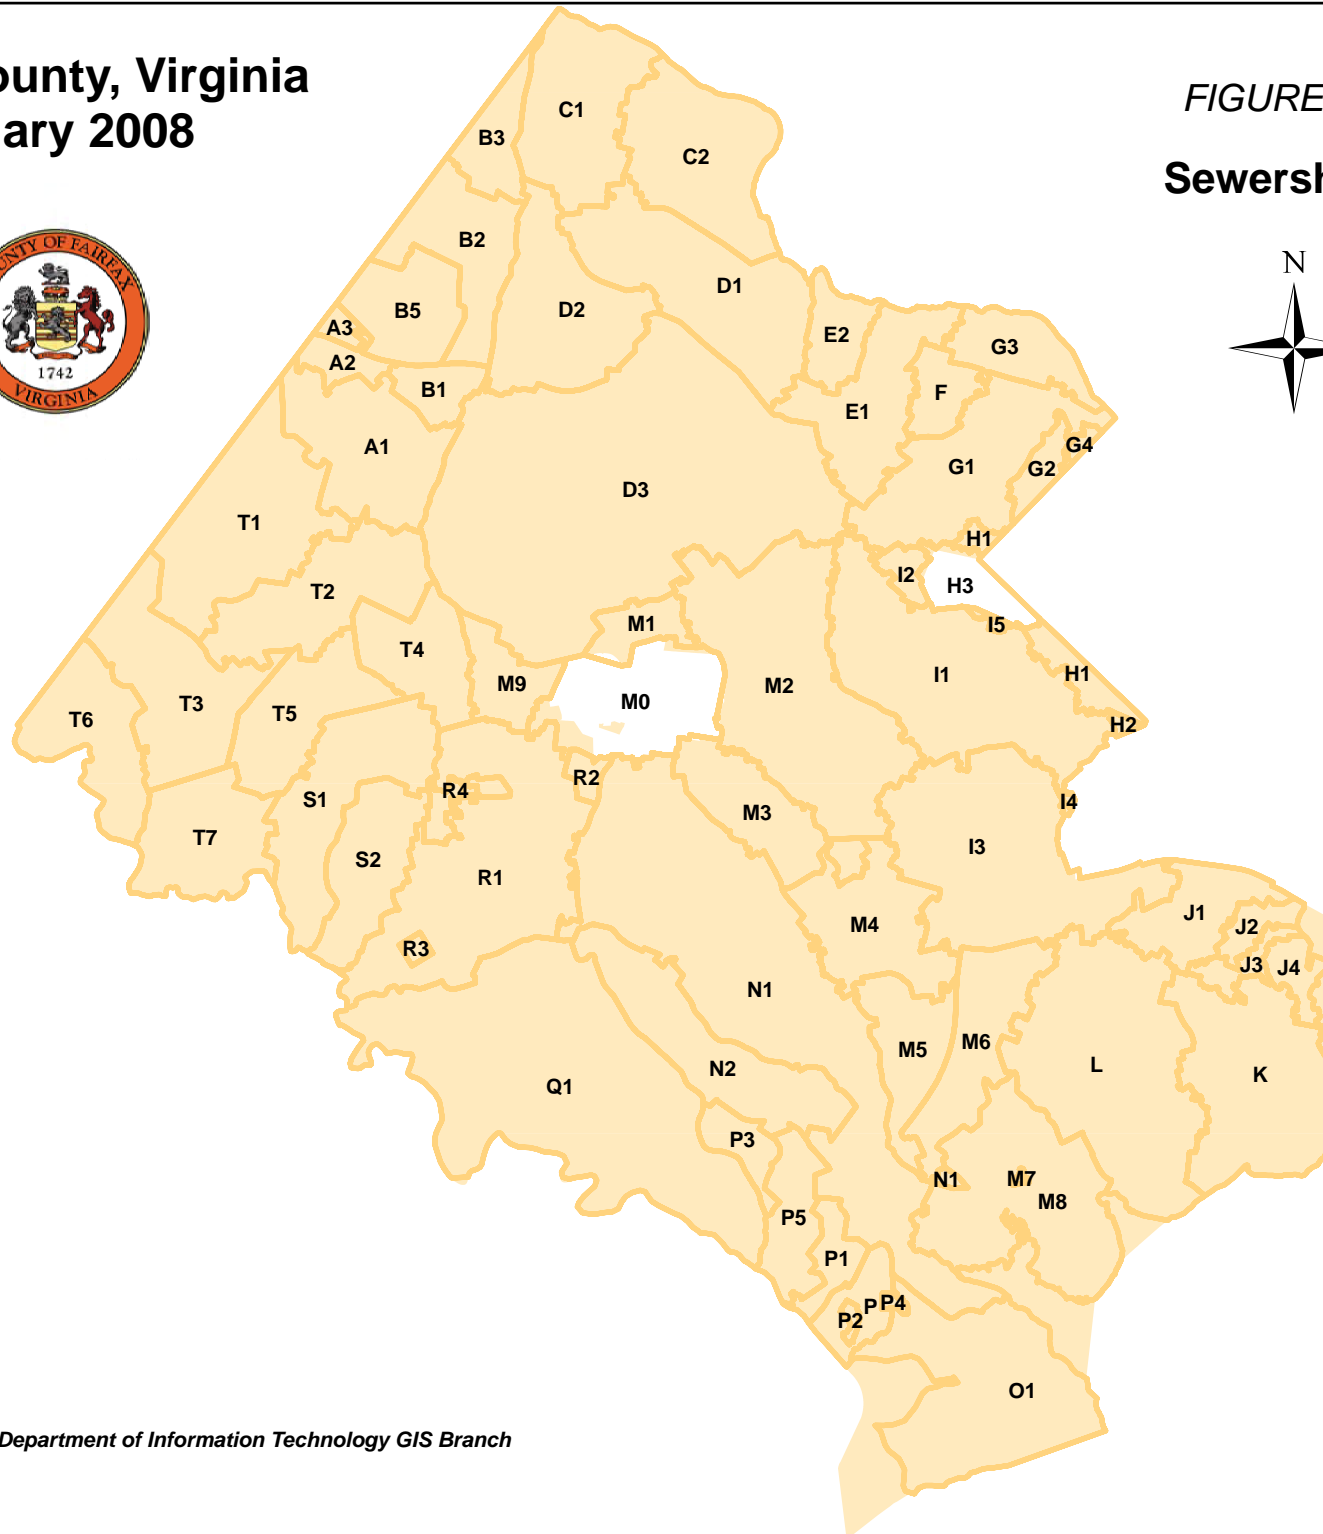 ounty, Virginia
ary 2008
FIGURE
Sewersh
N
UNTY OF FAIRFAX
1742
VIRGINIA
C1
B3
C2
B2
D1
B5
D2
A3
E2
G3
A2
B1
F
E1
A1
G4
G1
G2
D3
T1
H1
I2
H3
T2
M1
I5
T4
I1
H1
M9
M2
T3
M0
T6
T5
H2
R2
R4
S1
I4
M3
T7
I3
S2
R1
J1
M4
J2
R3
J3
J4
N1
M6
M5
L
N2
K
Q1
P3
N1
M7
M8
P5
P1
P
P4
P2
O1
Department of Information Technology GIS Branch